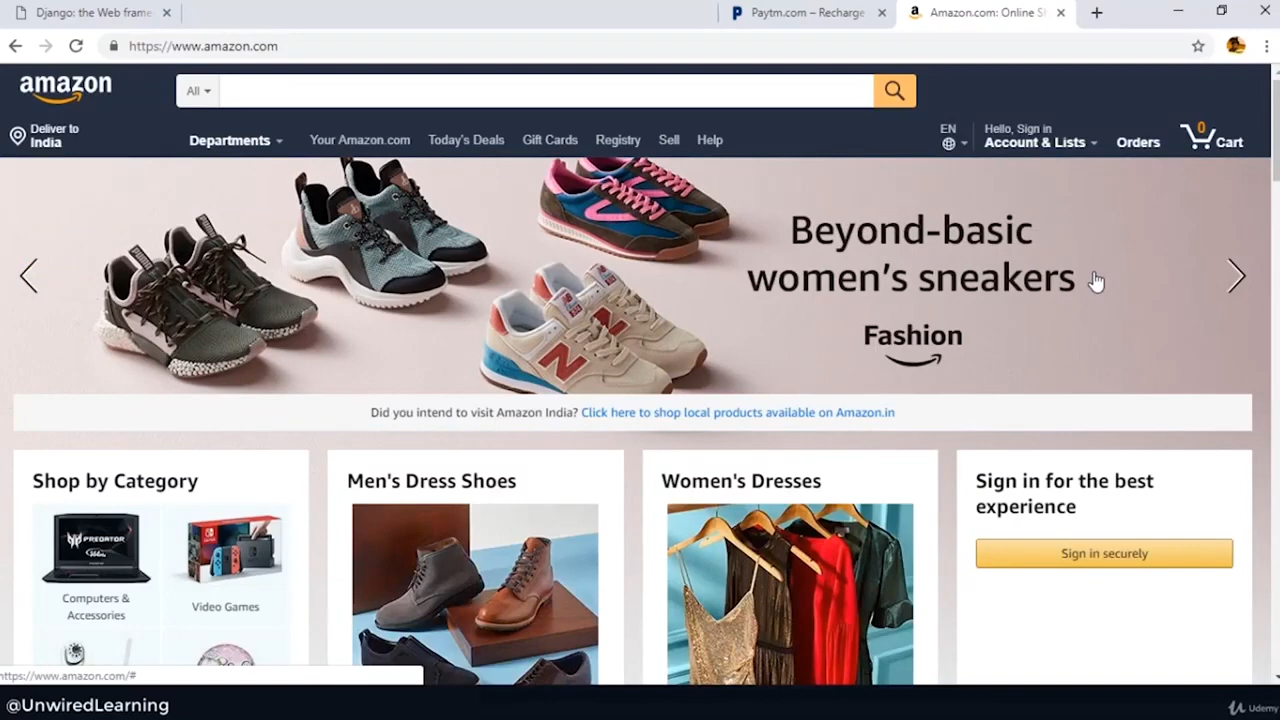 Django: the Web frame
Paytm.com – Recharge
Amazon.com: Online S
https://www.amazon.com
amazon
All
Deliver to
India
Departments
Your Amazon.com
Today's Deals
Gift Cards
Registry
Sell
Help
EN
Hello, Sign in
Account & Lists
Orders
0
Cart
Beyond-basic
women's sneakers
Fashion
Did you intend to visit Amazon India? Click here to shop local products available on Amazon.in
Shop by Category
Men's Dress Shoes
Women's Dresses
Sign in for the best
experience
PREDATOR
N
Sign in securely
Computers &
Accessories
Video Games
https://www.amazon.com/#
@UnwiredLearning
Udemy